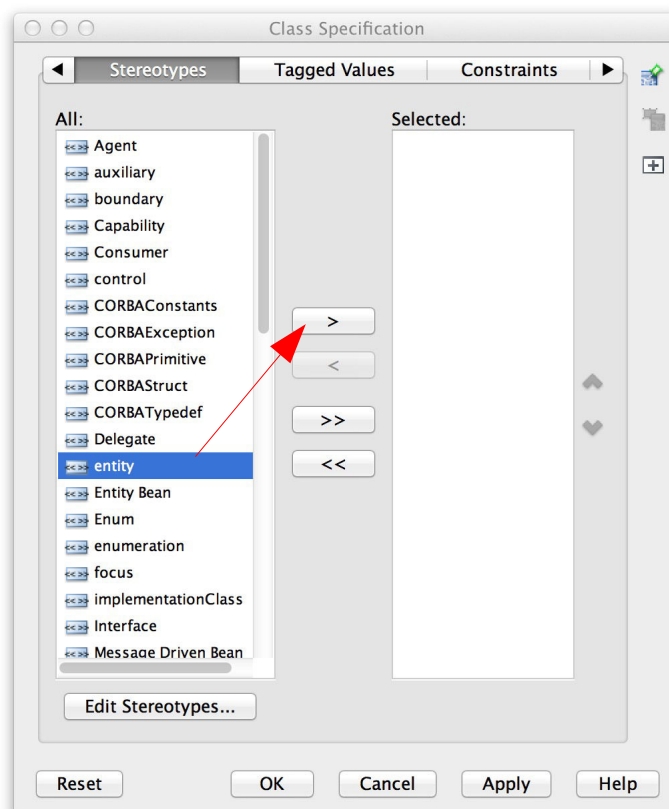 Class Specification
Stereotypes Tagged Values Constraints
All:
Selected:
<<>> Agent
<<>> auxiliary
<<>> boundary
<<>> Capability
<<>> Consumer
<<>> control
<<>> CORBAConstants
<<>> CORBAException
<<>> CORBAPrimitive
<<>> CORBAStruct
<<>> CORBATypedef
<<>> Delegate
<<>> entity
<<>> Entity Bean
<<>> Enum
<<>> enumeration
<<>> focus
<<>> implementationClass
<<>> Interface
<<>> Message Driven Bean
>
<
>>
<<
Edit Stereotypes...
Reset OK Cancel Apply Help